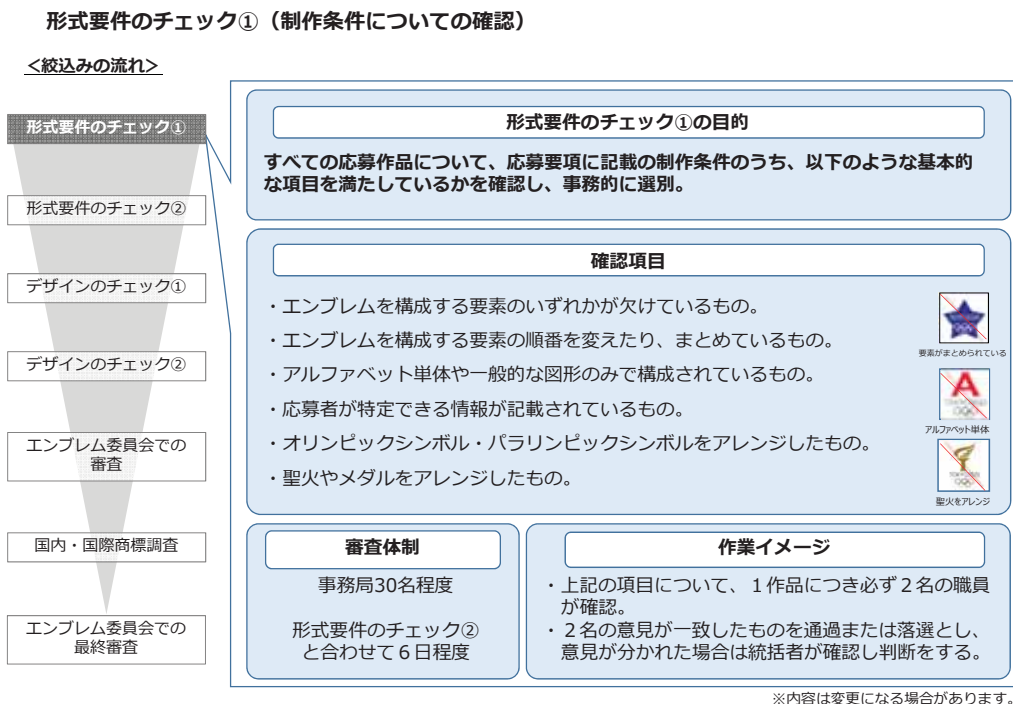 形式要件のチェック①（制作条件についての確認）
<絞込みの流れ>
形式要件のチェック①
形式要件のチェック②
デザインのチェック①
デザインのチェック②
エンブレム委員会での
審査
国内・国際商標調査
エンブレム委員会での
最終審査
形式要件のチェック①の目的
すべての応募作品について、応募要項に記載の制作条件のうち、以下のような基本的
な項目を満たしているかを確認し、事務的に選別。
確認項目
・エンブレムを構成する要素のいずれかが欠けているもの。
・エンブレムを構成する要素の順番を変えたり、まとめているもの。
・アルファベット単体や一般的な図形のみで構成されているもの。
・応募者が特定できる情報が記載されているもの。
・オリンピックシンボル・パラリンピックシンボルをアレンジしたもの。
・聖火やメダルをアレンジしたもの。
要素がまとめられている
A
アルファベット単体
聖火をアレンジ
審査体制
事務局30名程度
形式要件のチェック②
と合わせて６日程度
作業イメージ
・上記の項目について、１作品につき必ず２名の職員
が確認。
・２名の意見が一致したものを通過または落選とし、
意見が分かれた場合は統括者が確認し判断をする。
※内容は変更になる場合があります。